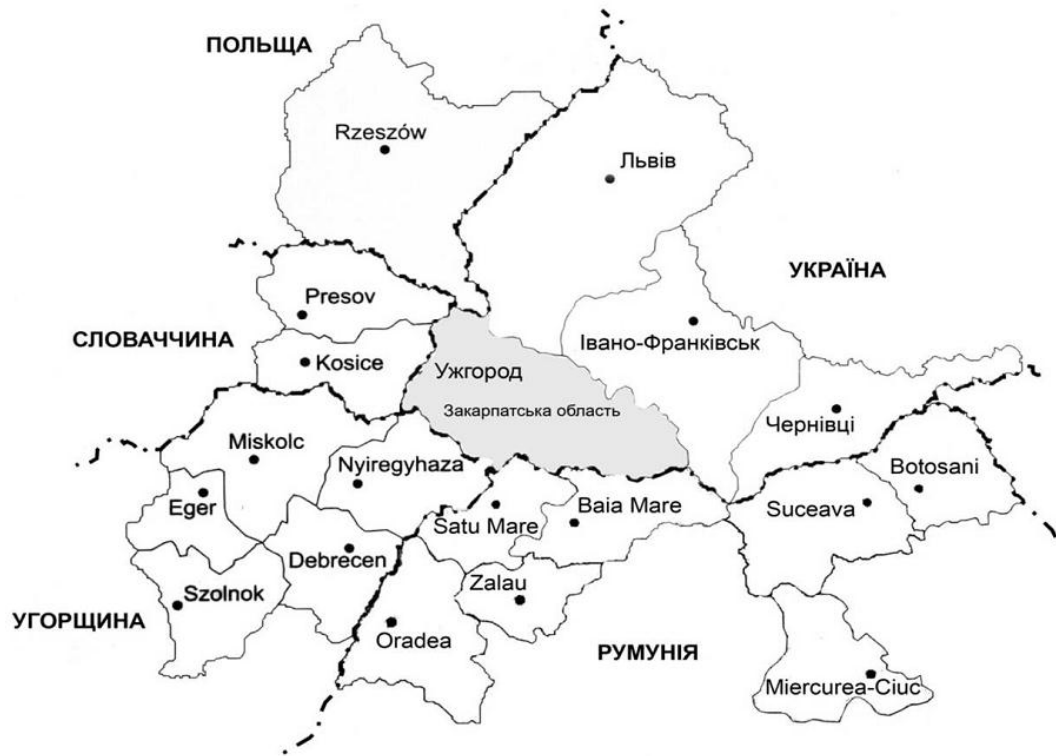 ПОЛЬЩА
Rzeszów
Львів
УКРАЇНА
Presov
СЛОВАЧЧИНА
Kosice
Ужгород
Івано-Франківськ
Закарпатська область
Чернівці
Miskolc
Nyiregyhaza
Botosani
Eger
Satu Mare
Baia Mare
Suceava
Debrecen
Szolnok
Zalau
УГОРЩИНА
Oradea
РУМУНІЯ
Miercurea-Ciuc